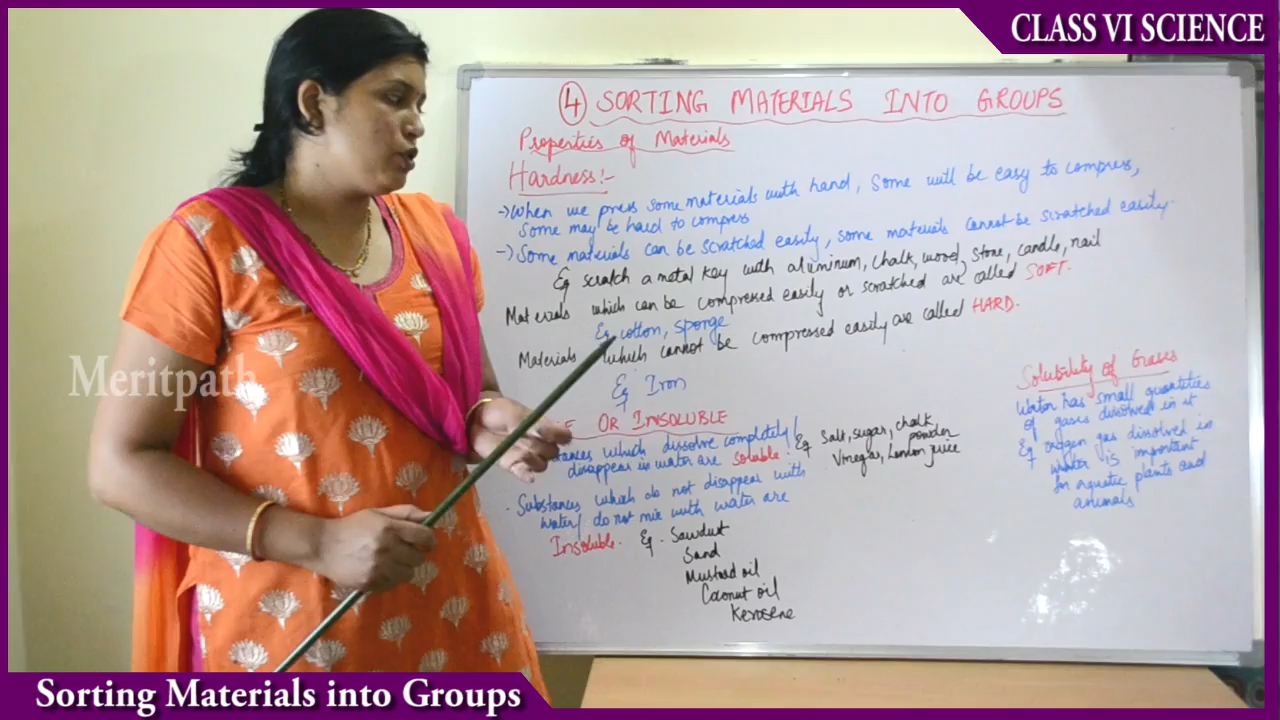 CLASS VI SCIENCE
4 SORTING MATERIALS INTO GROUPS
Properties of Materials
Hardness:-
→ When we press some materials with hand, Some will be easy to compress,
Some may be hard to compress
→ Some materials can be scratched easily, some materials cannot be scratched easily.
Eg scratch a metal key with aluminum, chalk, wood, stone, candle, nail
Materials which can be compressed easily or scratched are called SOFT.
Eg cotton, sponge
Materials which cannot be compressed easily are called HARD.
Eg Iron
OR INSOLUBLE
which dissolve completely/
disappear in water are soluble.
Eg Salt, sugar, chalk powder
Vinegar, juice
. Substances which do not disappear with
water/ do not mix with water are
Insoluble.
Eg. Sawdust
Sand
Mustard oil
Coconut oil
Kerosene
Solubility of Gases
Water has small quantities
of gases dissolved in it
Eg oxygen gas dissolved in
water is important
for aquatic plants and
animals
Meritpath
Sorting Materials into Groups